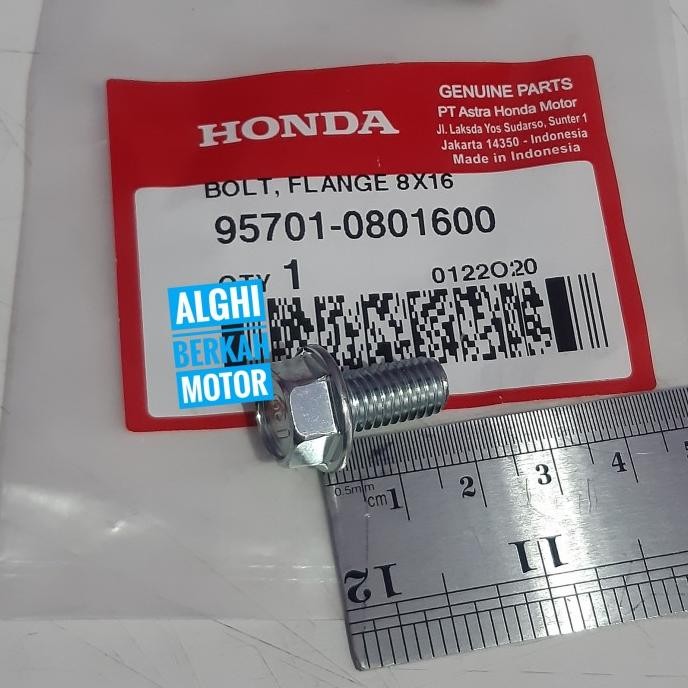 HONDA
GENUINE PARTS
PT Astra Honda Motor
Jl. Laksda Yos Sudarso, Sunter 1
Jakarta 14350 - Indonesia
Made in Indonesia
BOLT, FLANGE 8X16
95701-0801600
QTY 1
0122020
ALGHI
BERKAH
MOTOR
0.5mm
cm 1 2 3 4
12 11